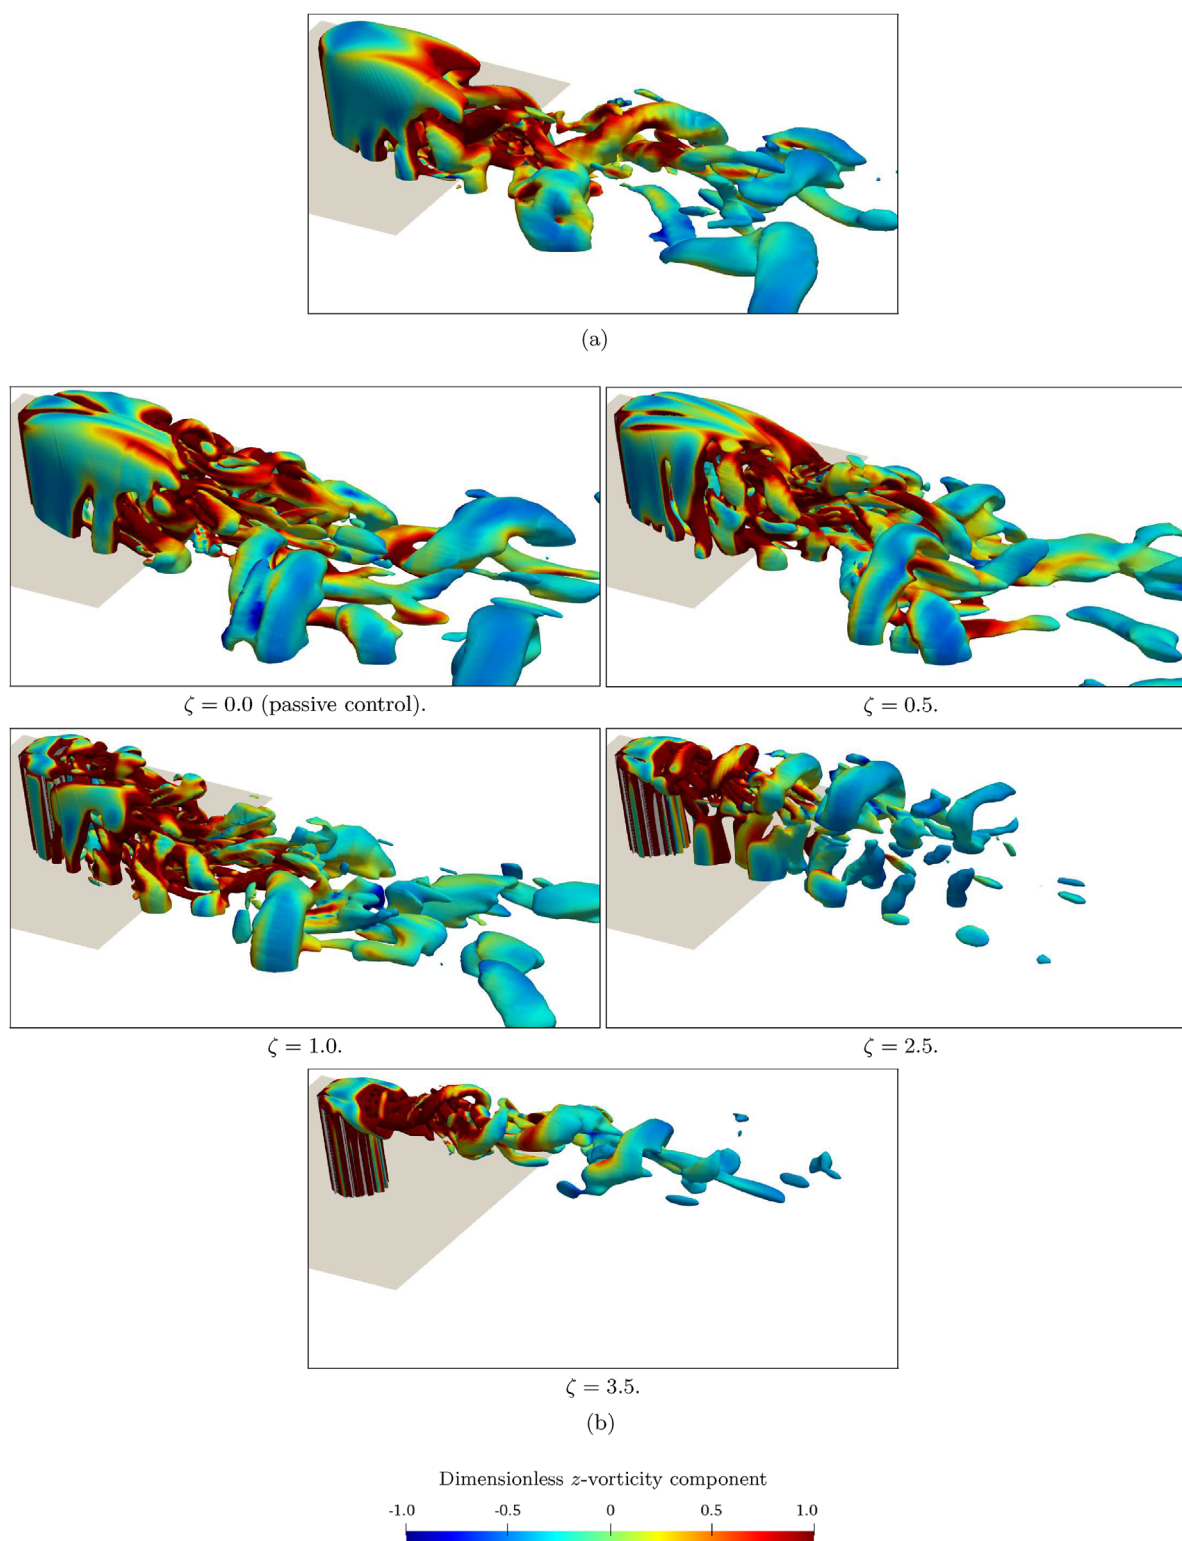 (a)
ζ = 0.0 (passive control).
ζ = 0.5.
ζ = 1.0.
ζ = 2.5.
ζ = 3.5.
(b)
Dimensionless z-vorticity component
-1.0 -0.5 0 0.5 1.0